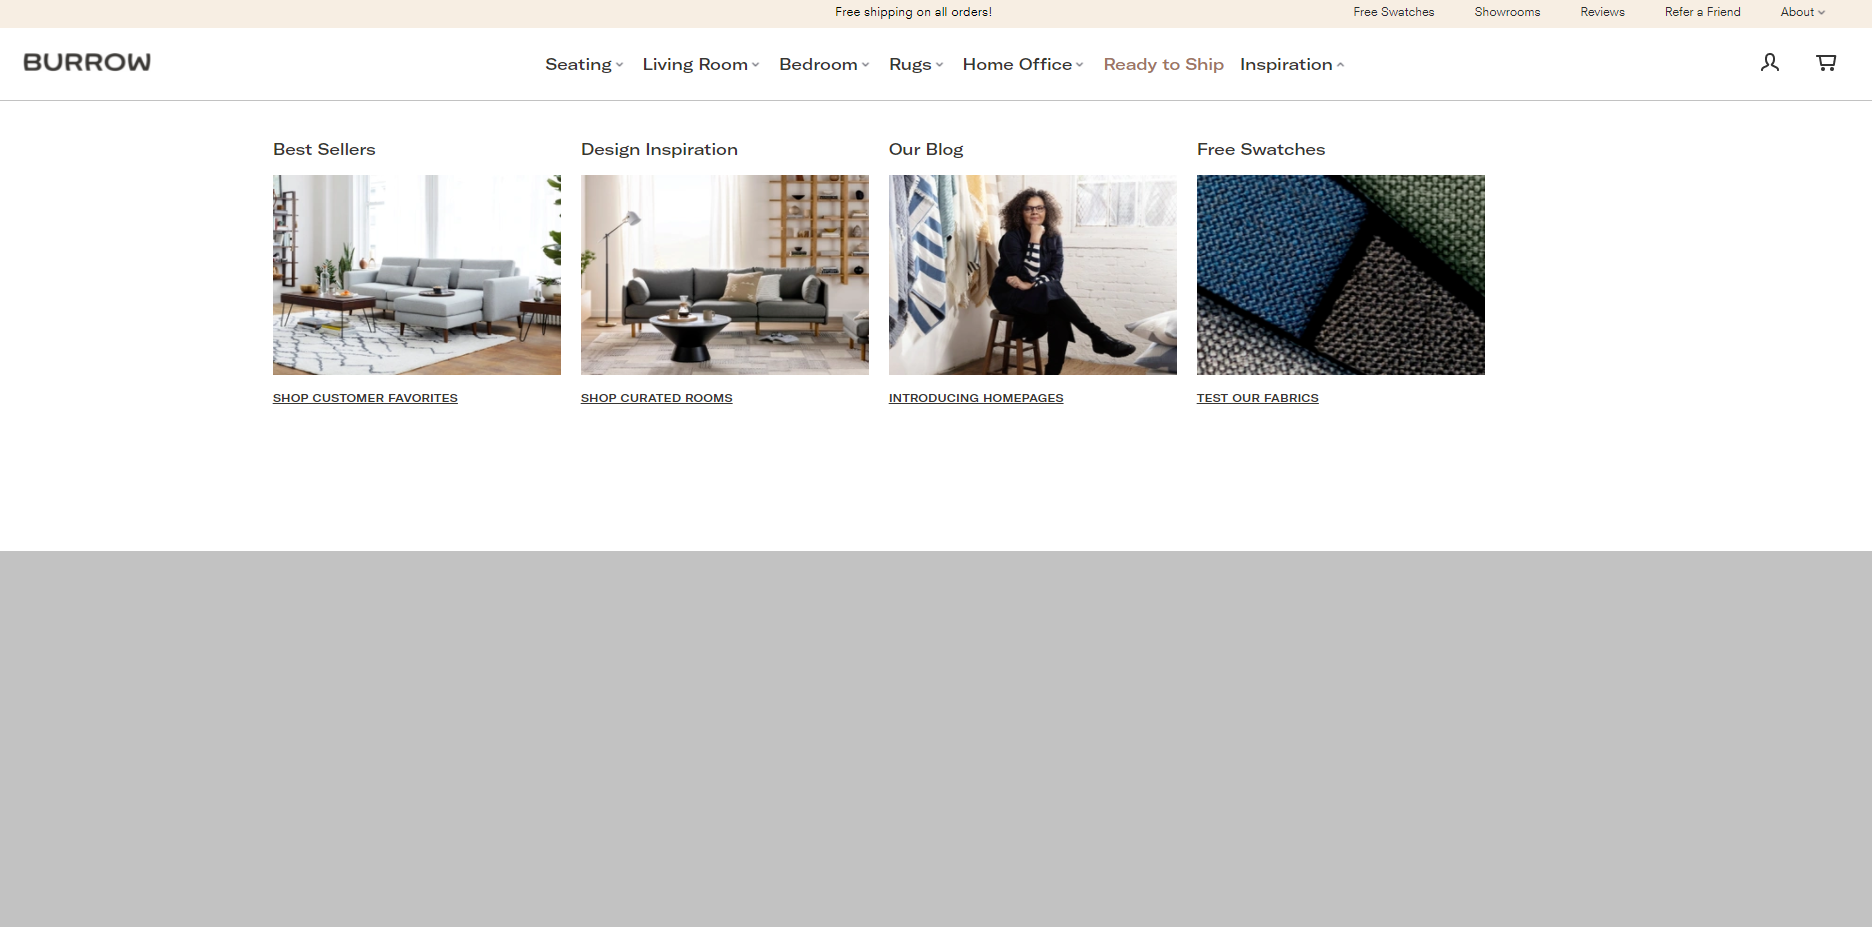 Free shipping on all orders!
Free Swatches
Showrooms
Reviews
Refer a Friend
About
BURROW
Seating
Living Room
Bedroom
Rugs
Home Office
Ready to Ship
Inspiration
Best Sellers
Design Inspiration
Our Blog
Free Swatches
SHOP CUSTOMER FAVORITES
SHOP CURATED ROOMS
INTRODUCING HOMEPAGES
TEST OUR FABRICS